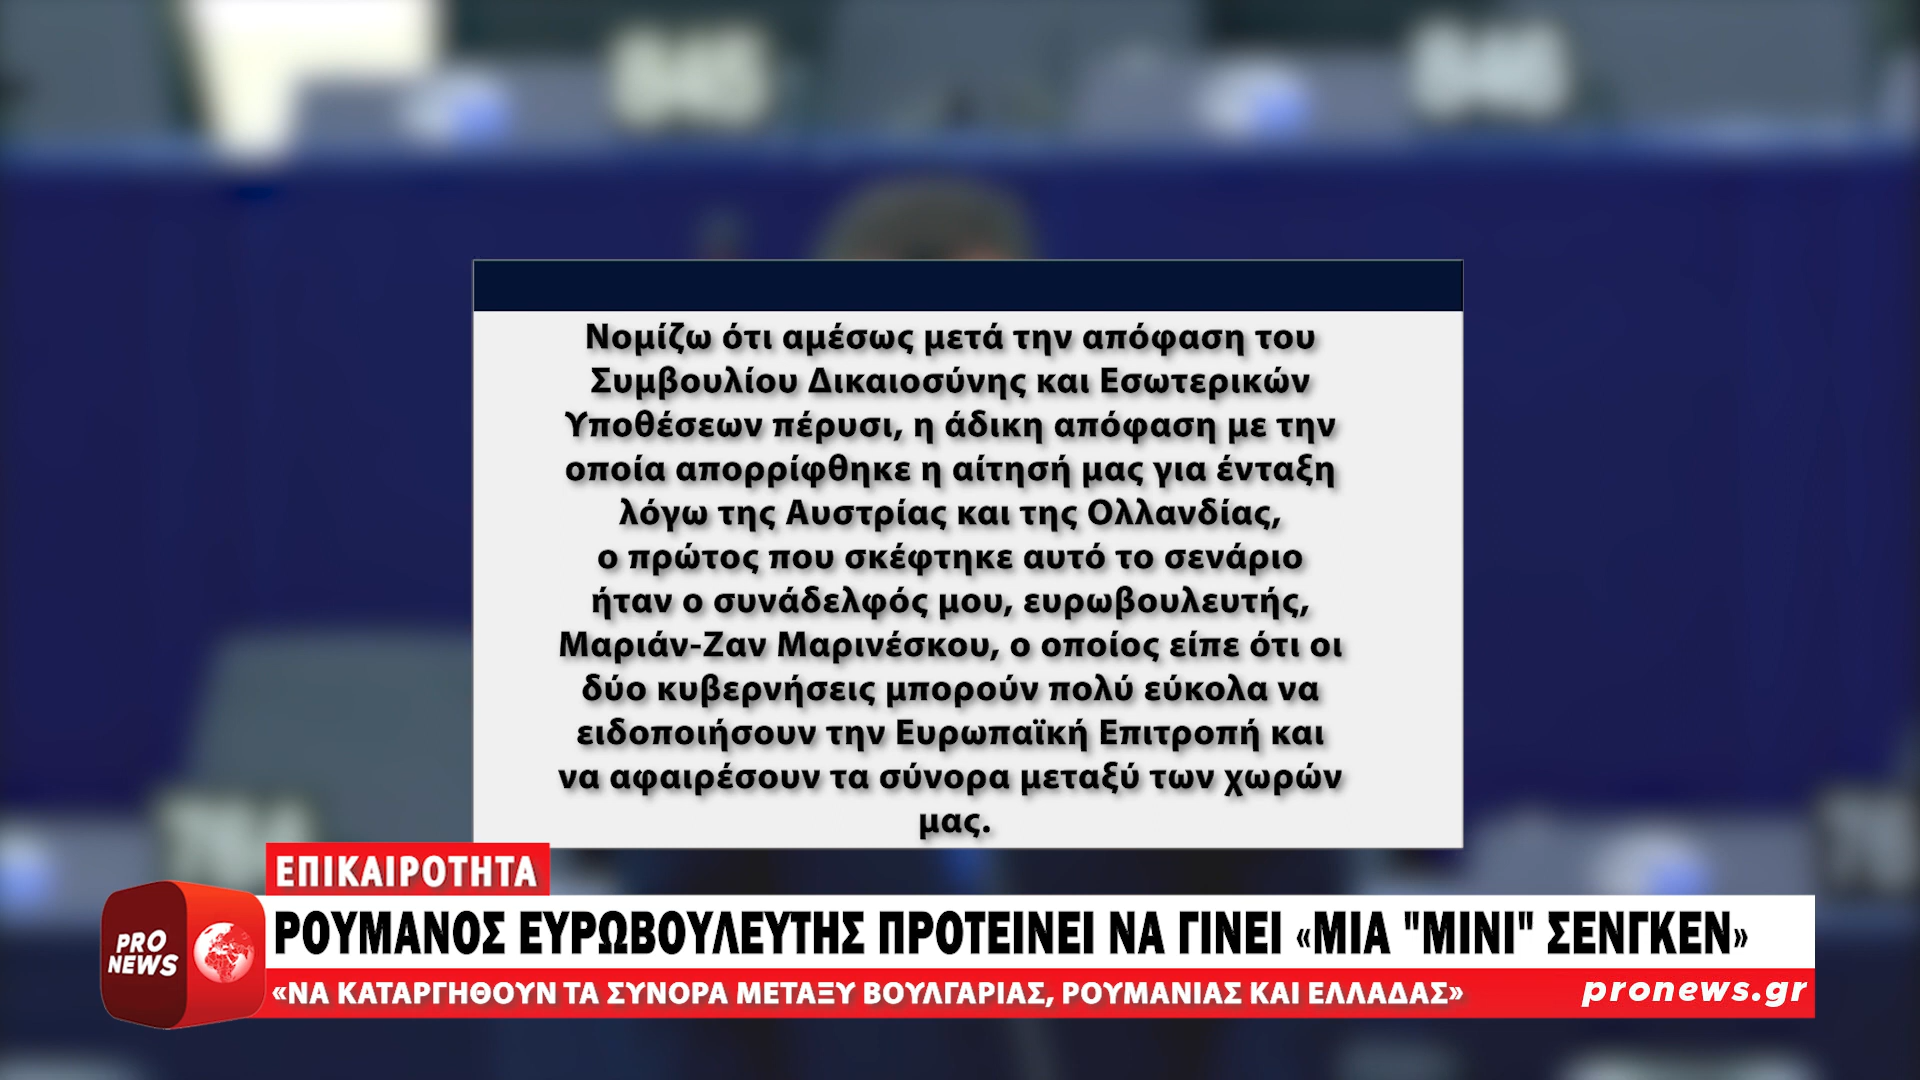 Νομίζω ότι αμέσως μετά την απόφαση του
Συμβουλίου Δικαιοσύνης και Εσωτερικών
Υποθέσεων πέρυσι, η άδικη απόφαση με την
οποία απορρίφθηκε η αίτησή μας για ένταξη
λόγω της Αυστρίας και της Ολλανδίας,
ο πρώτος που σκέφτηκε αυτό το σενάριο
ήταν ο συνάδελφός μου, ευρωβουλευτής,
Μαριάν-Ζαν Μαρινέσκου, ο οποίος είπε ότι οι
δύο κυβερνήσεις μπορούν πολύ εύκολα να
ειδοποιήσουν την Ευρωπαϊκή Επιτροπή και
να αφαιρέσουν τα σύνορα μεταξύ των χωρών
μας.
ΕΠΙΚΑΙΡΟΤΗΤΑ
PRO
NEWS
ΡΟΥΜΑΝΟΣ ΕΥΡΩΒΟΥΛΕΥΤΗΣ ΠΡΟΤΕΙΝΕΙ ΝΑ ΓΙΝΕΙ «ΜΙΑ "ΜΙΝΙ" ΣΕΝΓΚΕΝ»
«ΝΑ ΚΑΤΑΡΓΗΘΟΥΝ ΤΑ ΣΥΝΟΡΑ ΜΕΤΑΞΥ ΒΟΥΛΓΑΡΙΑΣ, ΡΟΥΜΑΝΙΑΣ ΚΑΙ ΕΛΛΑΔΑΣ»
pronews.gr